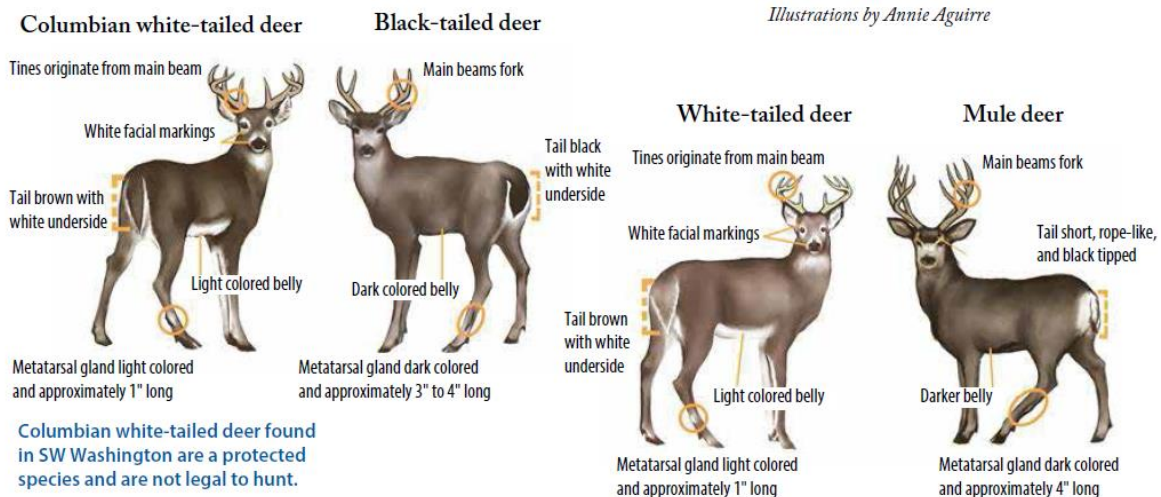 Illustrations by Annie Aguirre
Columbian white-tailed deer
Tines originate from main beam
White facial markings
Tail brown with
white underside
Light colored belly
Metatarsal gland light colored
and approximately 1" long
Columbian white-tailed deer found
in SW Washington are a protected
species and are not legal to hunt.
Black-tailed deer
Main beams fork
Tail black
with white
underside
Dark colored belly
Metatarsal gland dark colored
and approximately 3" to 4" long
White-tailed deer
Tines originate from main beam
White facial markings
Tail brown
with white
underside
Light colored belly
Metatarsal gland light colored
and approximately 1" long
Mule deer
Main beams fork
Tail short, rope-like,
and black tipped
Darker belly
Metatarsal gland dark colored
and approximately 4" long